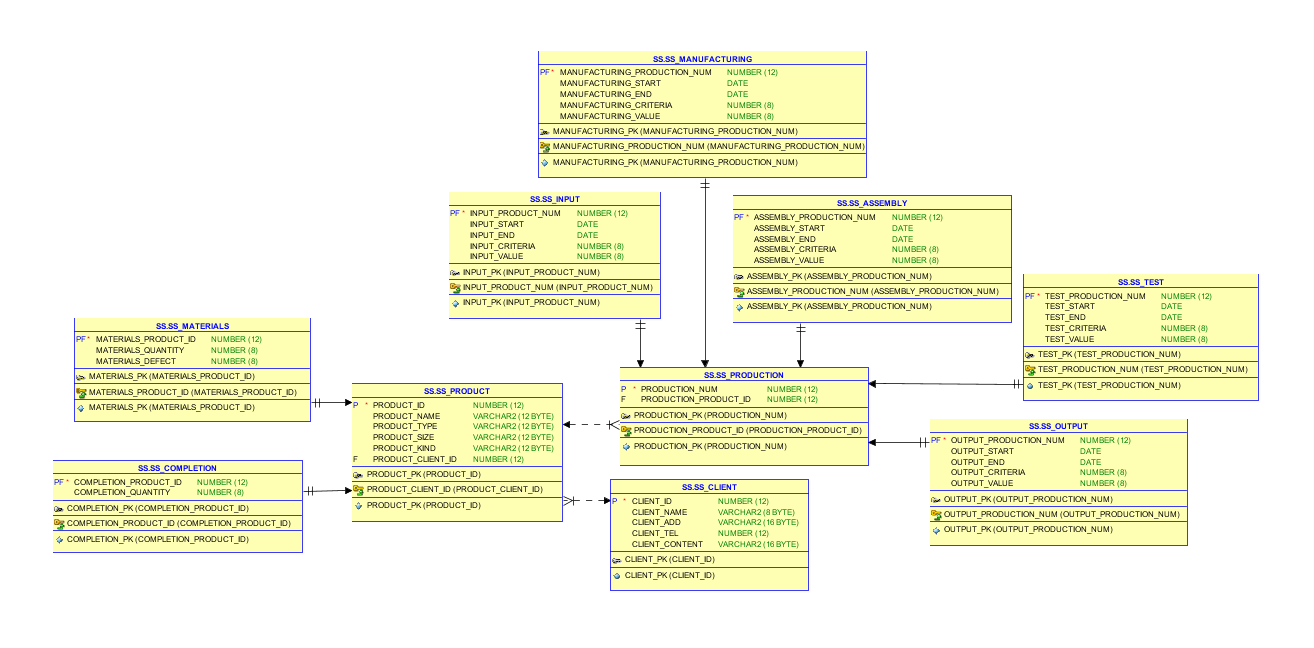 SS.SS_MANUFACTURING
PF* MANUFACTURING_PRODUCTION_NUM NUMBER (12)
MANUFACTURING_START DATE
MANUFACTURING_END DATE
MANUFACTURING_CRITERIA NUMBER (8)
MANUFACTURING_VALUE NUMBER (8)
MANUFACTURING_PK (MANUFACTURING_PRODUCTION_NUM)
MANUFACTURING_PRODUCTION_NUM (MANUFACTURING_PRODUCTION_NUM)
MANUFACTURING_PK (MANUFACTURING_PRODUCTION_NUM)
SS.SS_INPUT
PF * INPUT_PRODUCT_NUM NUMBER (12)
INPUT_START DATE
INPUT_END DATE
INPUT_CRITERIA NUMBER (8)
INPUT_VALUE NUMBER (8)
INPUT_PK (INPUT_PRODUCT_NUM)
INPUT_PRODUCT_NUM (INPUT_PRODUCT_NUM)
INPUT_PK (INPUT_PRODUCT_NUM)
SS.SS_ASSEMBLY
PF * ASSEMBLY_PRODUCTION_NUM NUMBER (12)
ASSEMBLY_START DATE
ASSEMBLY_END DATE
ASSEMBLY_CRITERIA NUMBER (8)
ASSEMBLY_VALUE NUMBER (8)
ASSEMBLY_PK (ASSEMBLY_PRODUCTION_NUM)
ASSEMBLY_PRODUCTION_NUM (ASSEMBLY_PRODUCTION_NUM)
ASSEMBLY_PK (ASSEMBLY_PRODUCTION_NUM)
SS.SS_TEST
PF * TEST_PRODUCTION_NUM NUMBER (12)
TEST_START DATE
TEST_END DATE
TEST_CRITERIA NUMBER (8)
TEST_VALUE NUMBER (8)
TEST_PK (TEST_PRODUCTION_NUM)
TEST_PRODUCTION_NUM (TEST_PRODUCTION_NUM)
TEST_PK (TEST_PRODUCTION_NUM)
SS.SS_MATERIALS
PF* MATERIALS_PRODUCT_ID NUMBER (12)
MATERIALS_QUANTITY NUMBER (8)
MATERIALS_DEFECT NUMBER (8)
MATERIALS_PK (MATERIALS_PRODUCT_ID)
MATERIALS_PRODUCT_ID (MATERIALS_PRODUCT_ID)
MATERIALS_PK (MATERIALS_PRODUCT_ID)
SS.SS_PRODUCTION
P * PRODUCTION_NUM NUMBER (12)
F PRODUCTION_PRODUCT_ID NUMBER (12)
PRODUCTION_PK (PRODUCTION_NUM)
PRODUCTION_PRODUCT_ID (PRODUCTION_PRODUCT_ID)
PRODUCTION_PK (PRODUCTION_NUM)
SS.SS_PRODUCT
P * PRODUCT_ID NUMBER (12)
PRODUCT_NAME VARCHAR2 (12 BYTE)
PRODUCT_TYPE VARCHAR2 (12 BYTE)
PRODUCT_SIZE VARCHAR2 (12 BYTE)
PRODUCT_KIND VARCHAR2 (12 BYTE)
F PRODUCT_CLIENT_ID NUMBER (12)
PRODUCT_PK (PRODUCT_ID)
PRODUCT_CLIENT_ID (PRODUCT_CLIENT_ID)
PRODUCT_PK (PRODUCT_ID)
SS.SS_OUTPUT
PF * OUTPUT_PRODUCTION_NUM NUMBER (12)
OUTPUT_START DATE
OUTPUT_END DATE
OUTPUT_CRITERIA NUMBER (8)
OUTPUT_VALUE NUMBER (8)
OUTPUT_PK (OUTPUT_PRODUCTION_NUM)
OUTPUT_PRODUCTION_NUM (OUTPUT_PRODUCTION_NUM)
OUTPUT_PK (OUTPUT_PRODUCTION_NUM)
SS.SS_COMPLETION
PF * COMPLETION_PRODUCT_ID NUMBER (12)
COMPLETION_QUANTITY NUMBER (8)
COMPLETION_PK (COMPLETION_PRODUCT_ID)
COMPLETION_PRODUCT_ID (COMPLETION_PRODUCT_ID)
COMPLETION_PK (COMPLETION_PRODUCT_ID)
SS.SS_CLIENT
P * CLIENT_ID NUMBER (12)
CLIENT_NAME VARCHAR2 (8 BYTE)
CLIENT_ADD VARCHAR2 (16 BYTE)
CLIENT_TEL NUMBER (12)
CLIENT_CONTENT VARCHAR2 (16 BYTE)
CLIENT_PK (CLIENT_ID)
CLIENT_PK (CLIENT_ID)